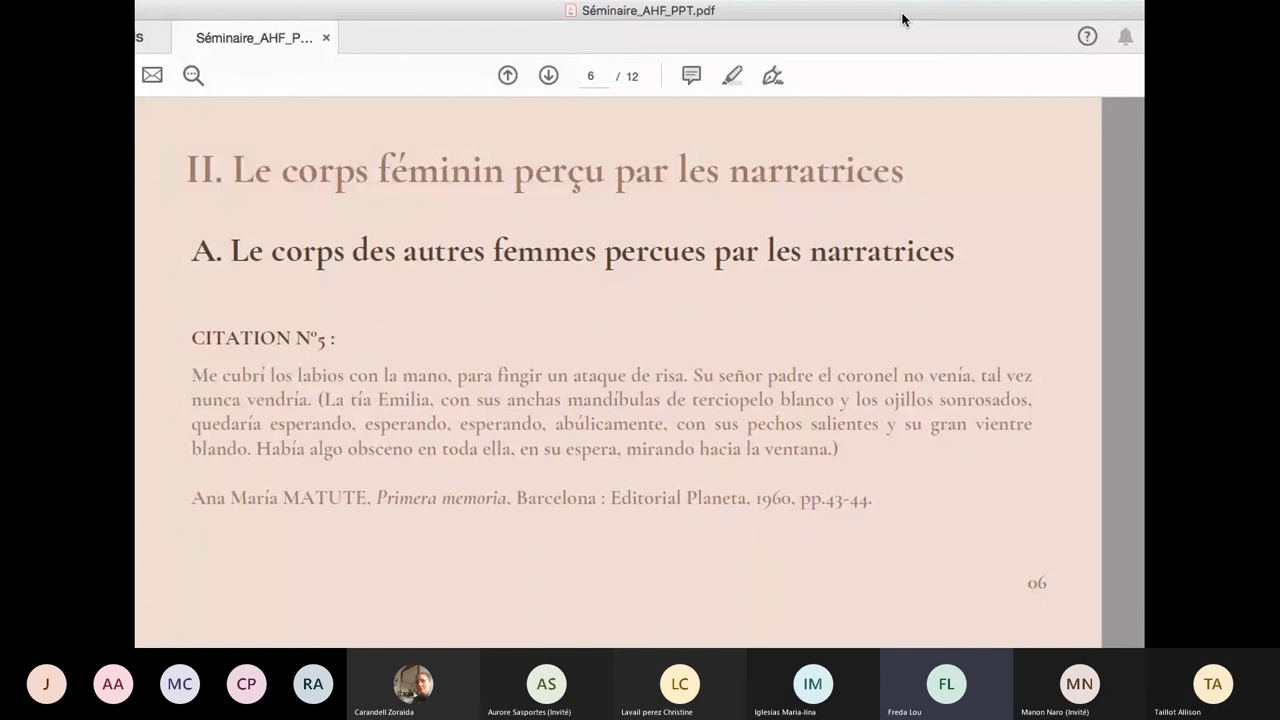 Séminaire_AHF_PPT.pdf
s
Séminaire_AHF_P... ×
6 / 12
II. Le corps féminin perçu par les narratrices
A. Le corps des autres femmes percues par les narratrices
CITATION Nº5 :
Me cubrí los labios con la mano, para fingir un ataque de risa. Su señor padre el coronel no venía, tal vez
nunca vendría. (La tía Emilia, con sus anchas mandíbulas de terciopelo blanco y los ojillos sonrosados,
quedaría esperando, esperando, esperando, abúlicamente, con sus pechos salientes y su gran vientre
blando. Había algo obsceno en toda ella, en su espera, mirando hacia la ventana.)
Ana María MATUTE, Primera memoria, Barcelona : Editorial Planeta, 1960, pp.43-44.
06
J AA MC CP RA AS LC IM FL MN TA
Carandell Zoraida Aurore Sasportes (Invité) Lavail perez Christine Iglesias Maria-lina Freda Lou Manon Naro (Invité) Taillot Allison